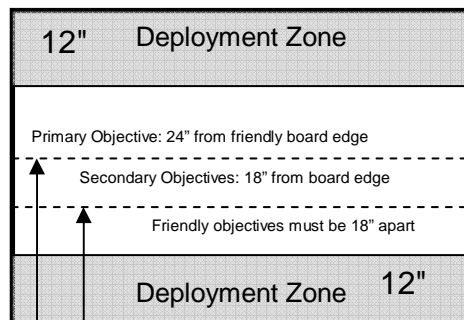 12" Deployment Zone
Primary Objective: 24” from friendly board edge
Secondary Objectives: 18” from board edge
Friendly objectives must be 18” apart
Deployment Zone 12"